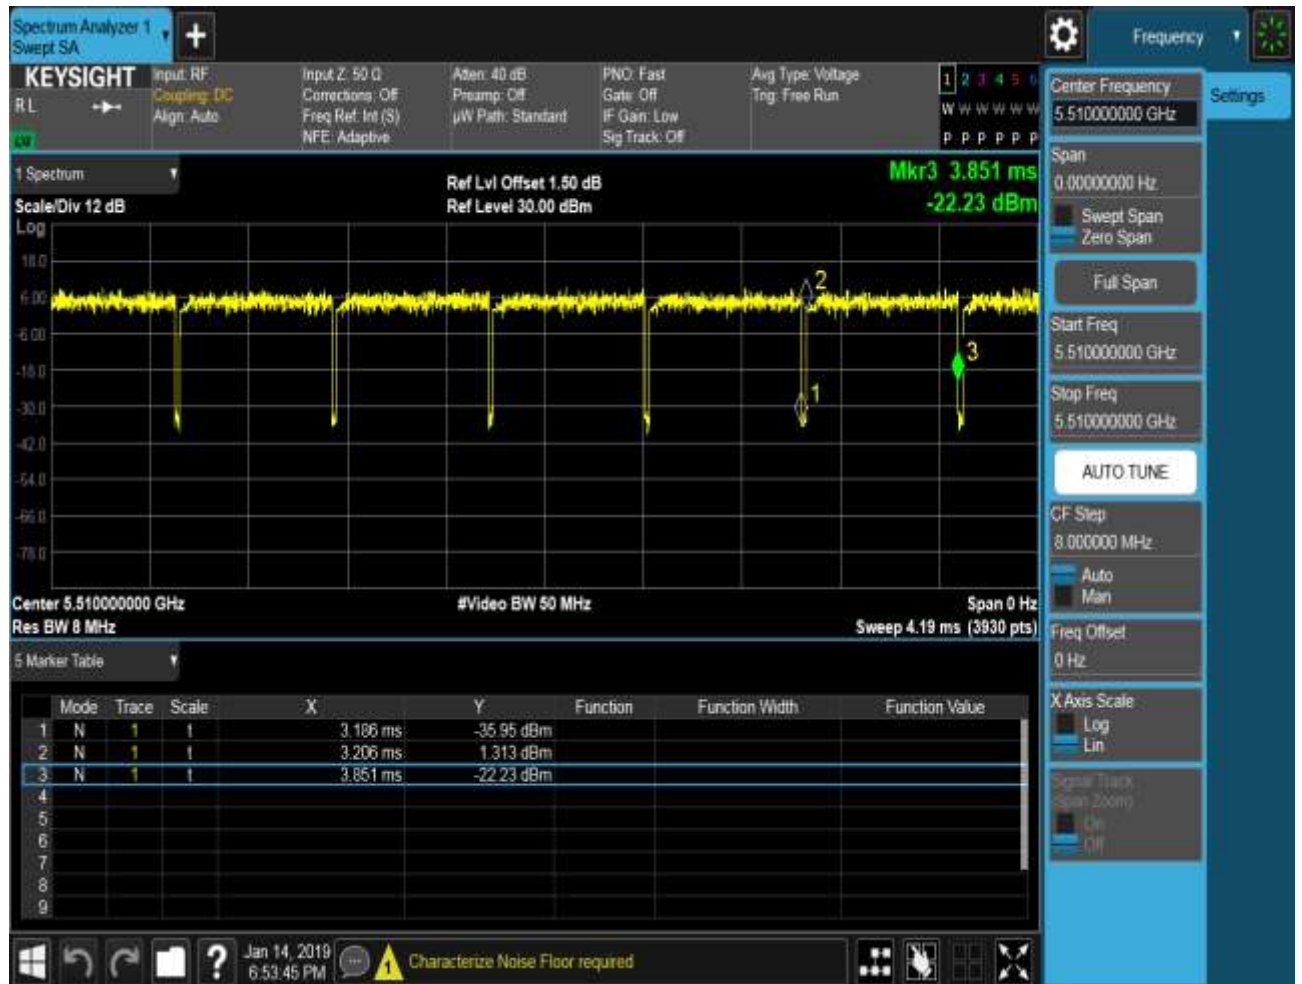 Spectrum Analyzer 1
Swept SA
+
Frequency
KEYSIGHT
R L
Input: RF
Coupling: DC
Align: Auto
Input Z: 50 Ω
Corrections: Off
Freq Ref: Int (S)
NFE: Adaptive
Atten: 40 dB
Preamp: Off
µW Path: Standard
PNO: Fast
Gate: Off
IF Gain: Low
Sig Track: Off
Avg Type: Voltage
Trig: Free Run
1 2 3 4 5 6
W W W W W W
P P P P P P
1 Spectrum
Scale/Div 12 dB
Log
Ref Lvl Offset 1.50 dB
Ref Level 30.00 dBm
Mkr3 3.851 ms
-22.23 dBm
18.0
6.00
-6.00
-18.0
-30.0
-42.0
-54.0
-66.0
-78.0
2
1
3
Center 5.510000000 GHz
Res BW 8 MHz
#Video BW 50 MHz
Span 0 Hz
Sweep 4.19 ms (3930 pts)
5 Marker Table
Mode Trace Scale X Y Function Function Width Function Value
1 N 1 t 3.186 ms -35.95 dBm
2 N 1 t 3.206 ms 1.313 dBm
3 N 1 t 3.851 ms -22.23 dBm
4
5
6
7
8
9
?
Jan 14, 2019
6:53:45 PM
1
Characterize Noise Floor required
Center Frequency
5.510000000 GHz
Settings
Span
0.00000000 Hz
Swept Span
Zero Span
Full Span
Start Freq
5.510000000 GHz
Stop Freq
5.510000000 GHz
AUTO TUNE
CF Step
8.000000 MHz
Auto
Man
Freq Offset
0 Hz
X Axis Scale
Log
Lin
Signal Track
(Span Zoom)
On
Off